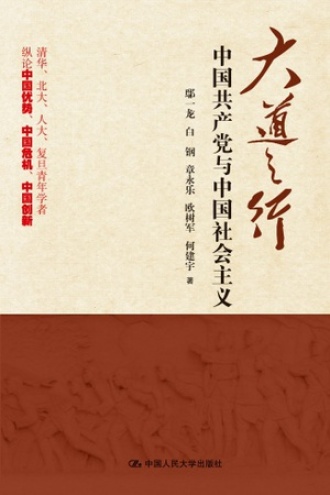 大道之行
中国共产党与中国社会主义
鄢一龙 白 钢 章永乐 欧树军 何建宇 著
清华、北大、人大、复旦青年学者
纵论中国优势、中国危机、中国创新
中国人民大学出版社